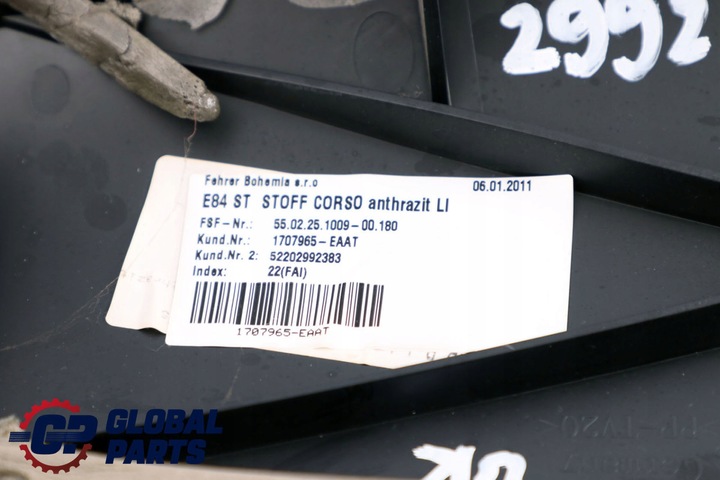 2992
Fehrer Bohemia s.r.o
06.01.2011
E84 ST STOFF CORSO anthrazit LI
FSF-Nr.: 55.02.25.1009-00.180
Kund.Nr.: 1707965-EAAT
Kund.Nr. 2: 52202992383
Index: 22(FAI)
1707965-EAAT
GP GLOBAL
PARTS